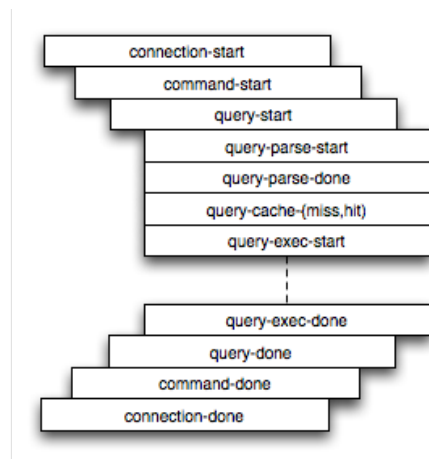 connection-start
command-start
query-start
query-parse-start
query-parse-done
query-cache-(miss,hit)
query-exec-start
query-exec-done
query-done
command-done
connection-done